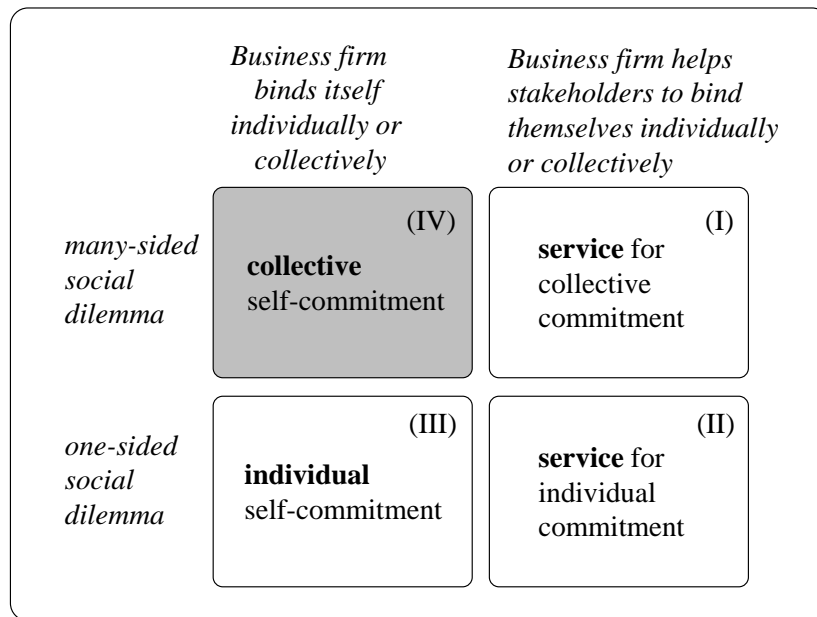 Business firm
binds itself
individually or
collectively
Business firm helps
stakeholders to bind
themselves individually
or collectively
many-sided
social
dilemma
(IV)
collective
self-commitment
(I)
service for
collective
commitment
one-sided
social
dilemma
(III)
individual
self-commitment
(II)
service for
individual
commitment